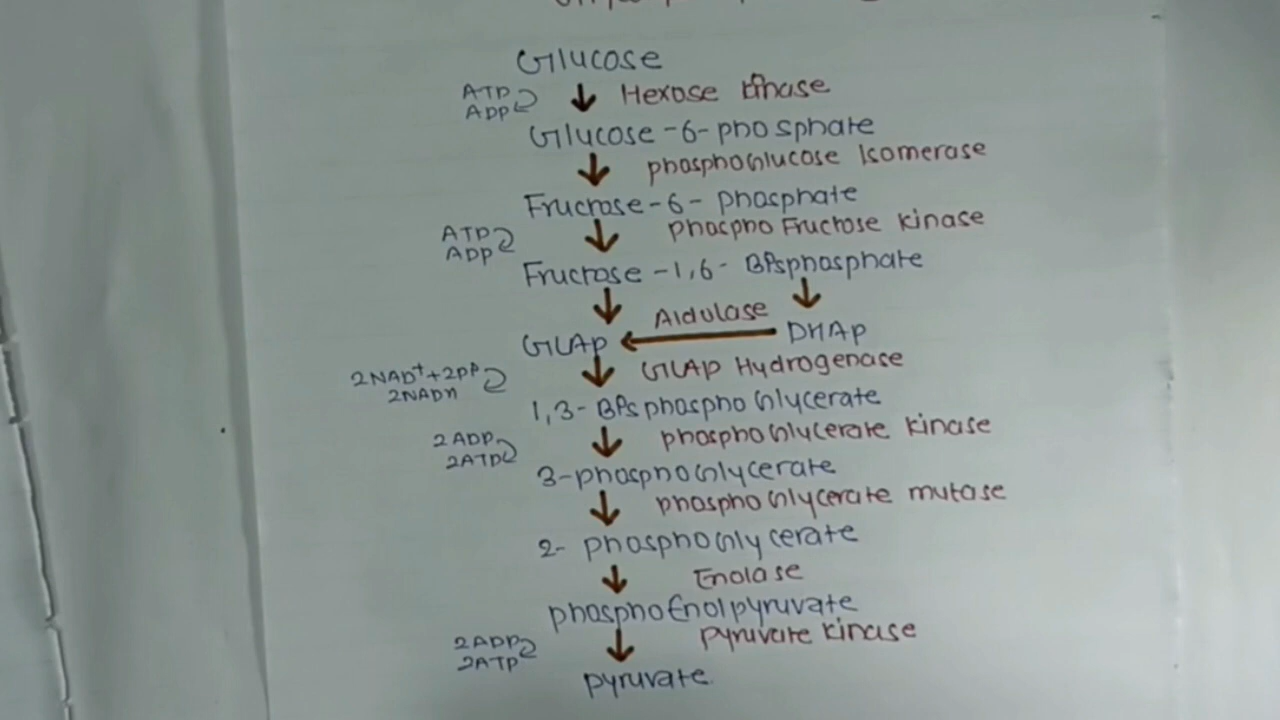 Glucose
ATP
ADP
Hexose kinase
Glucose-6-phosphate
phosphoGlucose Isomerase
Fructose-6-phosphate
ATP
ADP
phospho Fructose kinase
Fructose-1,6-Bisphosphate
Aldolase
GLAP
DHAP
2NAD⁺+2Pi
2NADH
GLAP Hydrogenase
1,3-BisphosphoGlycerate
2ADP
2ATP
phosphoGlycerate kinase
3-phosphoGlycerate
phosphoGlycerate mutase
2-phosphoGlycerate
Enolase
phosphoEnolpyruvate
2ADP
2ATP
pyruvate kinase
pyruvate